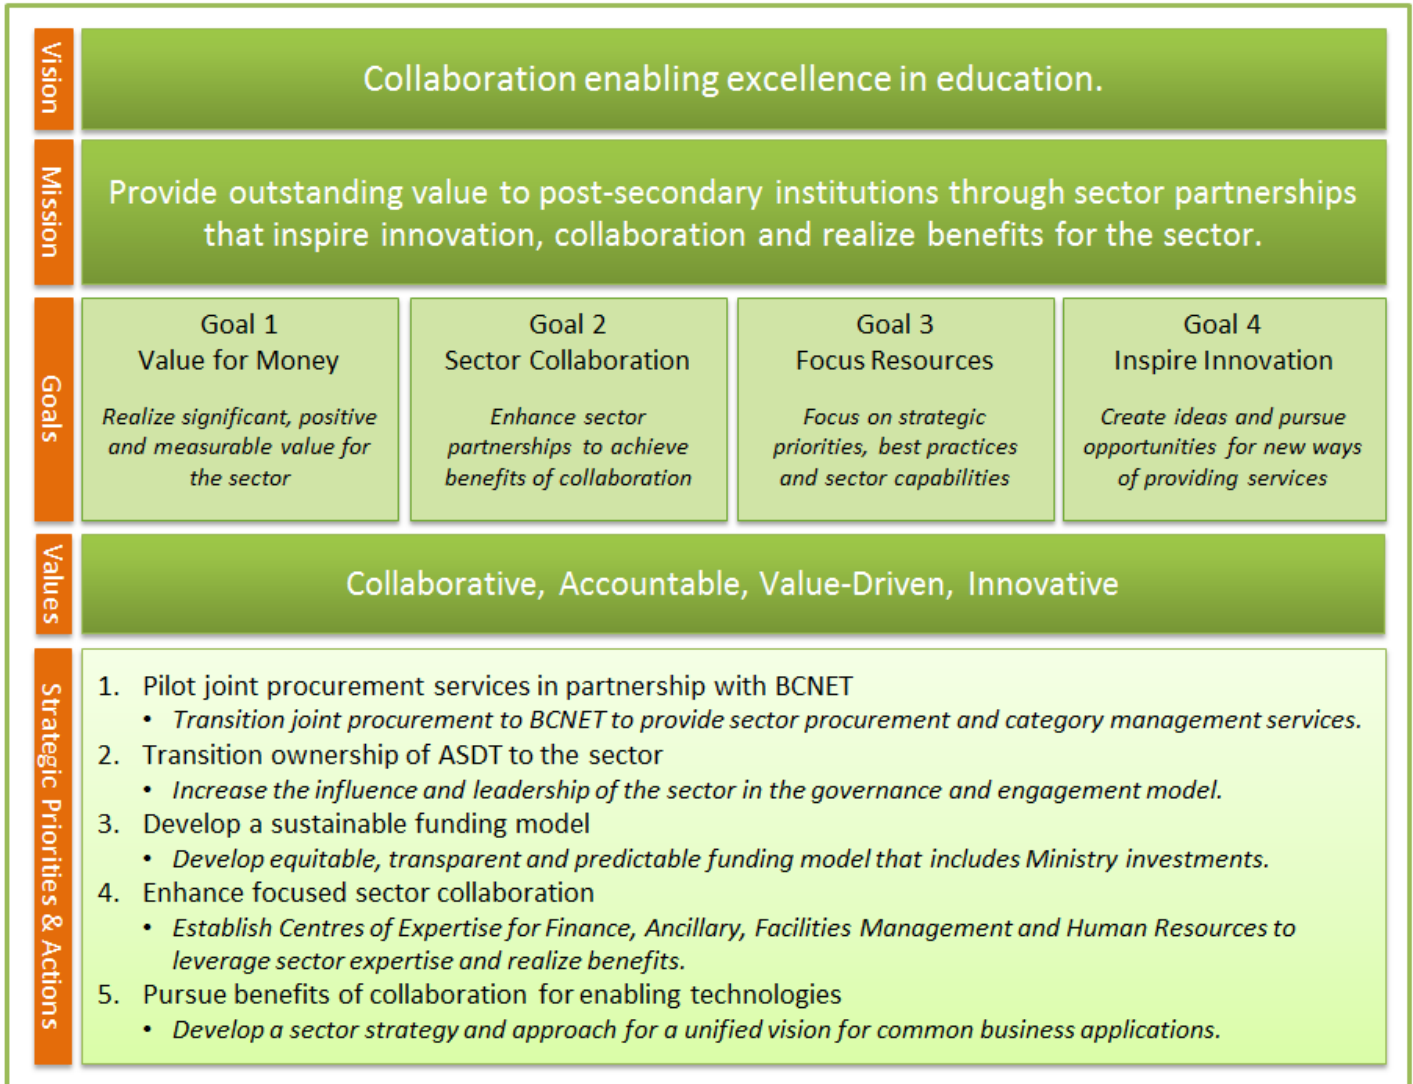 Vision
Collaboration enabling excellence in education.
Mission
Provide outstanding value to post-secondary institutions through sector partnerships
that inspire innovation, collaboration and realize benefits for the sector.
Goals
Goal 1
Value for Money
Realize significant, positive
and measurable value for
the sector
Goal 2
Sector Collaboration
Enhance sector
partnerships to achieve
benefits of collaboration
Goal 3
Focus Resources
Focus on strategic
priorities, best practices
and sector capabilities
Goal 4
Inspire Innovation
Create ideas and pursue
opportunities for new ways
of providing services
Values
Collaborative, Accountable, Value-Driven, Innovative
Strategic Priorities & Actions
1. Pilot joint procurement services in partnership with BCNET
• Transition joint procurement to BCNET to provide sector procurement and category management services.
2. Transition ownership of ASDT to the sector
• Increase the influence and leadership of the sector in the governance and engagement model.
3. Develop a sustainable funding model
• Develop equitable, transparent and predictable funding model that includes Ministry investments.
4. Enhance focused sector collaboration
• Establish Centres of Expertise for Finance, Ancillary, Facilities Management and Human Resources to
leverage sector expertise and realize benefits.
5. Pursue benefits of collaboration for enabling technologies
• Develop a sector strategy and approach for a unified vision for common business applications.